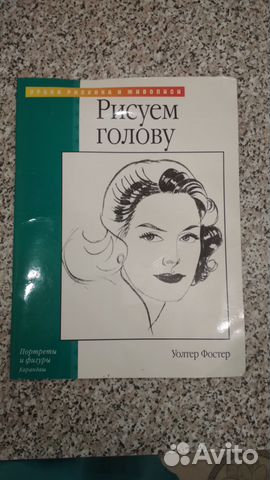 УРОКИ РИСУНКА И ЖИВОПИСИ
Рисуем
голову
Уолтер Фостер
Портреты
и фигуры
Карандаш
Avito